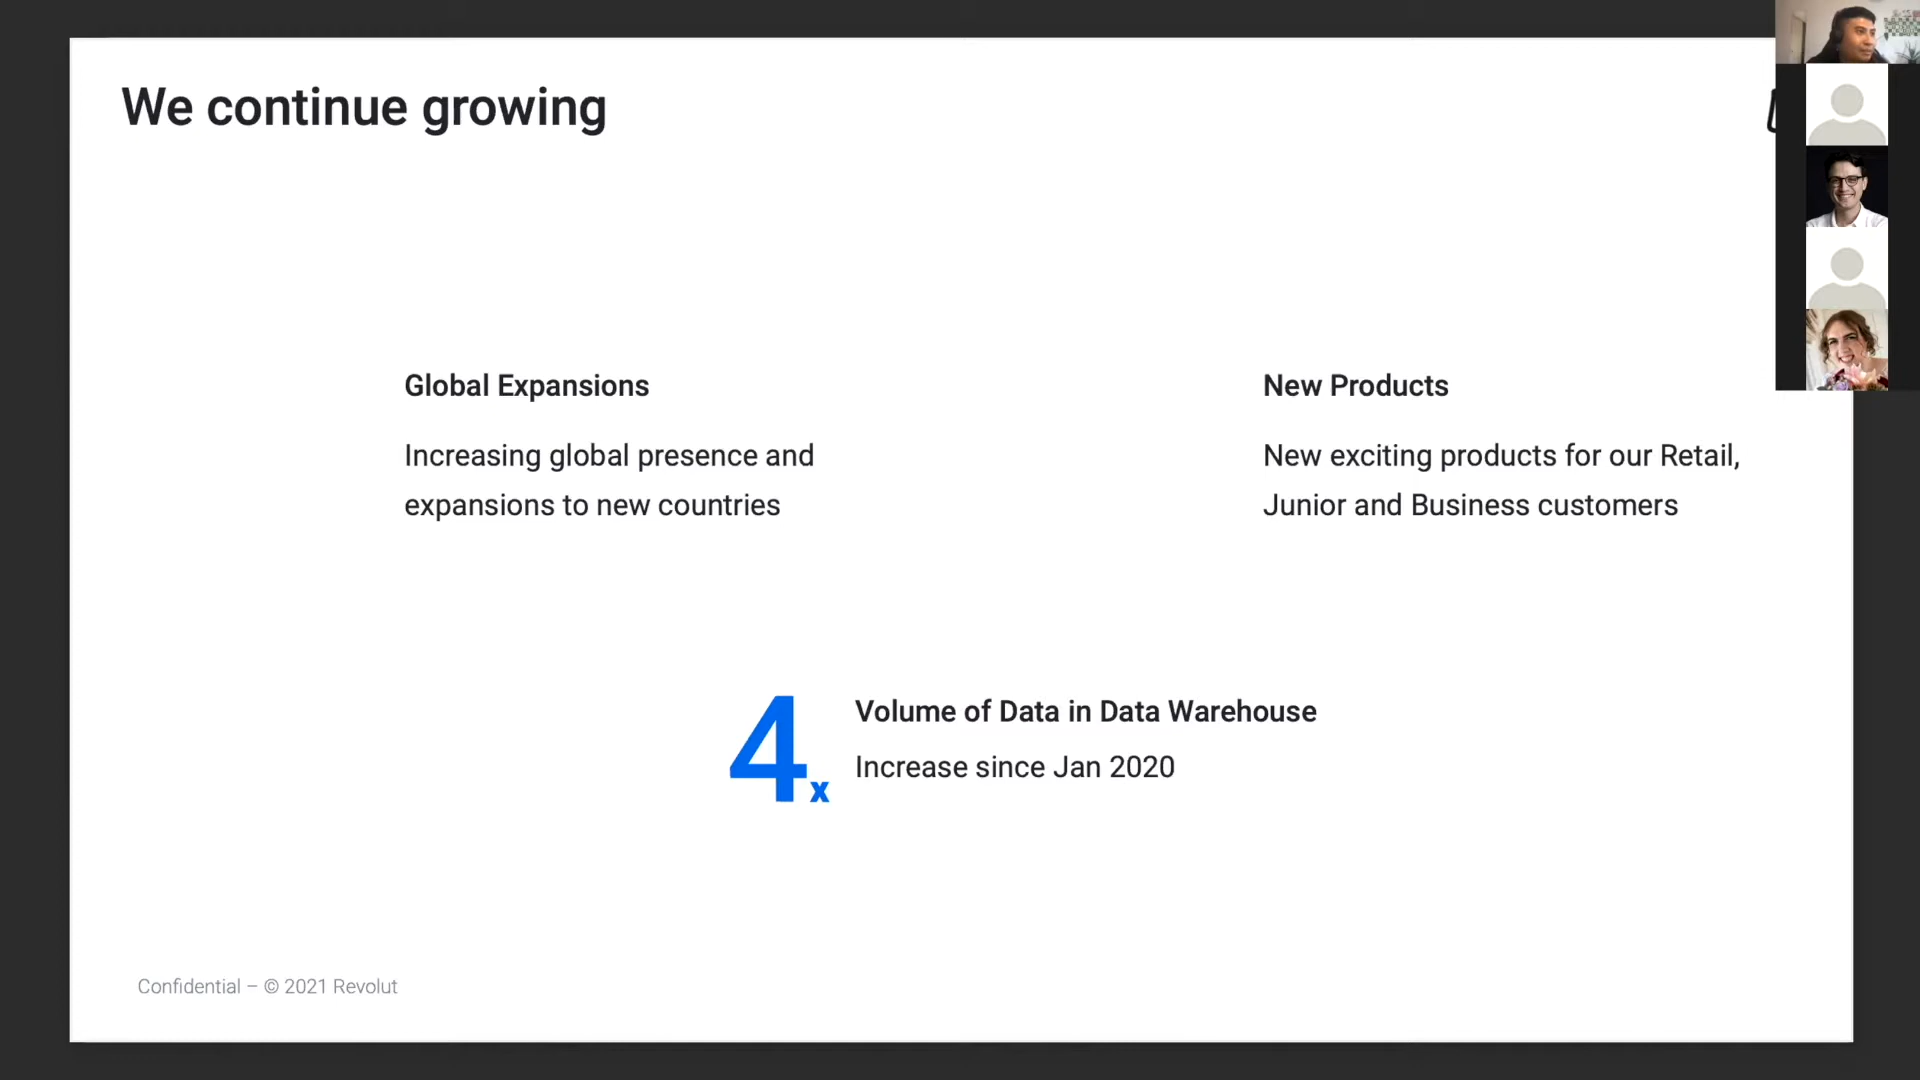 We continue growing
Global Expansions
Increasing global presence and
expansions to new countries
New Products
New exciting products for our Retail,
Junior and Business customers
4x
Volume of Data in Data Warehouse
Increase since Jan 2020
Confidential – © 2021 Revolut